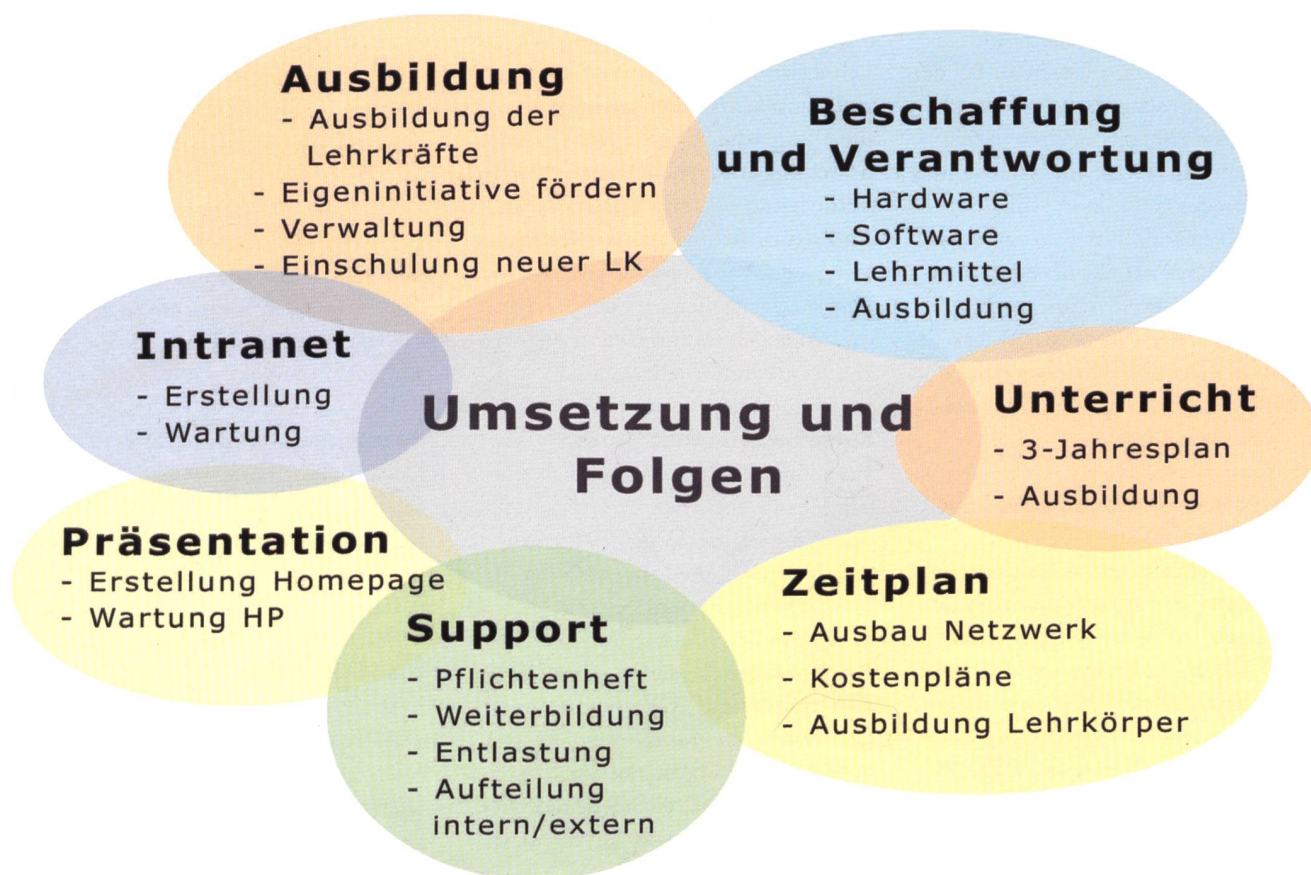 Ausbildung
- Ausbildung der
Lehrkräfte
- Eigeninitiative fördern
- Verwaltung
- Einschulung neuer LK
Beschaffung
und Verantwortung
- Hardware
- Software
- Lehrmittel
- Ausbildung
Intranet
- Erstellung
- Wartung
Umsetzung und
Folgen
Unterricht
- 3-Jahresplan
- Ausbildung
Präsentation
- Erstellung Homepage
- Wartung HP
Support
- Pflichtenheft
- Weiterbildung
- Entlastung
- Aufteilung
intern/extern
Zeitplan
- Ausbau Netzwerk
- Kostenpläne
- Ausbildung Lehrkörper